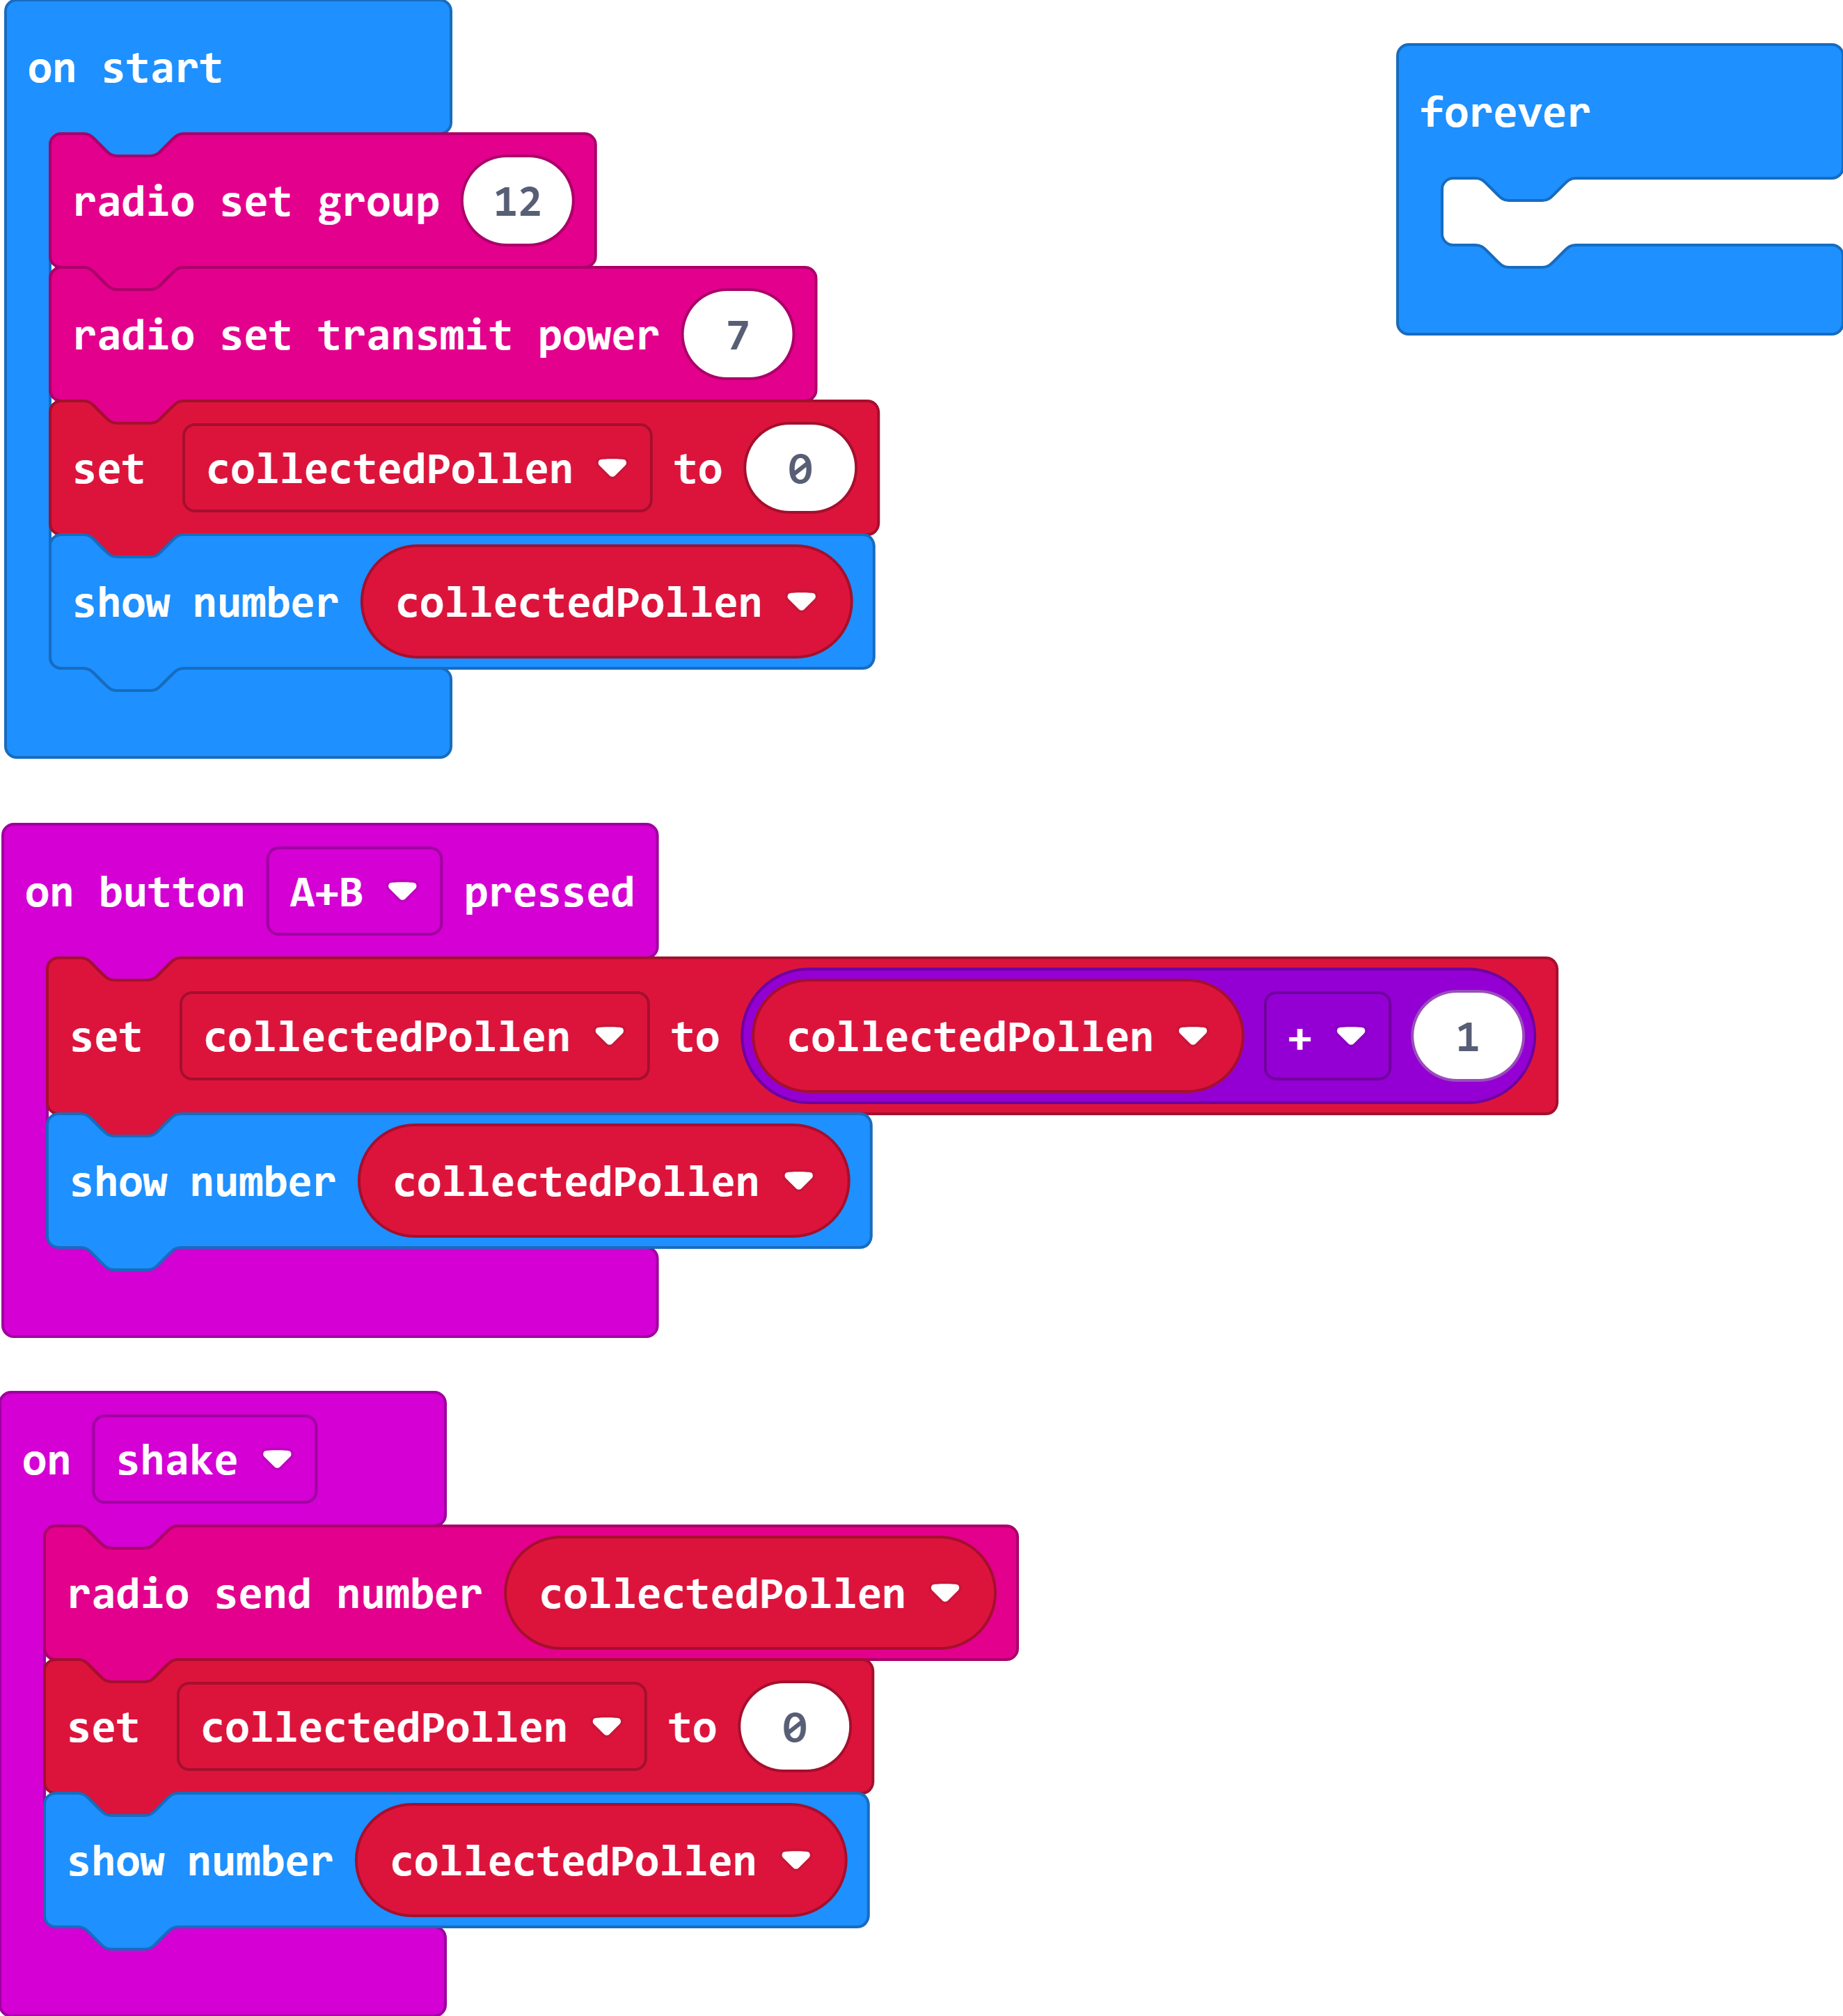 on start
forever
radio set group 12
radio set transmit power 7
set collectedPollen to 0
show number collectedPollen
on button A+B pressed
set collectedPollen to collectedPollen + 1
show number collectedPollen
on shake
radio send number collectedPollen
set collectedPollen to 0
show number collectedPollen